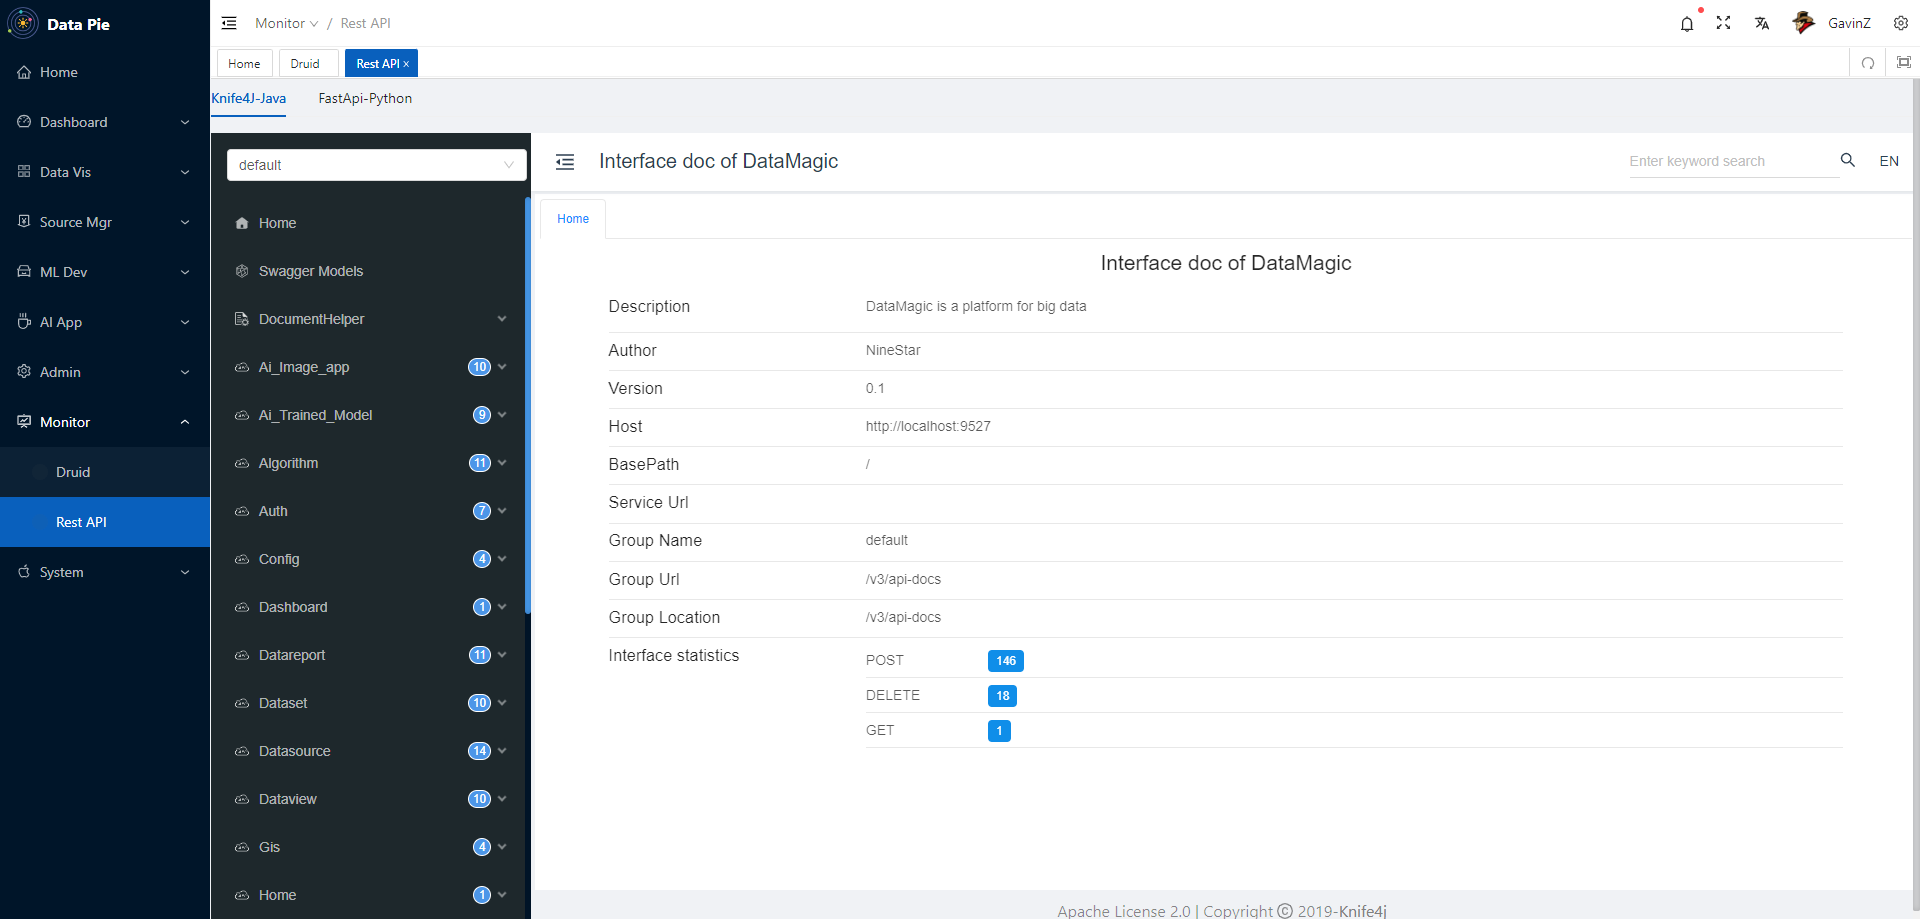 Data Pie
Home
Dashboard
Data Vis
Source Mgr
ML Dev
AI App
Admin
Monitor
Druid
Rest API
System
Monitor / Rest API
GavinZ
Home
Druid
Rest API ×
Knife4J-Java
FastApi-Python
default
Home
Swagger Models
DocumentHelper
Ai_Image_app 10
Ai_Trained_Model 9
Algorithm 11
Auth 7
Config 4
Dashboard 1
Datareport 11
Dataset 10
Datasource 14
Dataview 10
Gis 4
Home 1
Interface doc of DataMagic
Enter keyword search
EN
Home
Interface doc of DataMagic
Description DataMagic is a platform for big data
Author NineStar
Version 0.1
Host http://localhost:9527
BasePath /
Service Url
Group Name default
Group Url /v3/api-docs
Group Location /v3/api-docs
Interface statistics
POST 146
DELETE 18
GET 1
Apache License 2.0 | Copyright © 2019-Knife4j